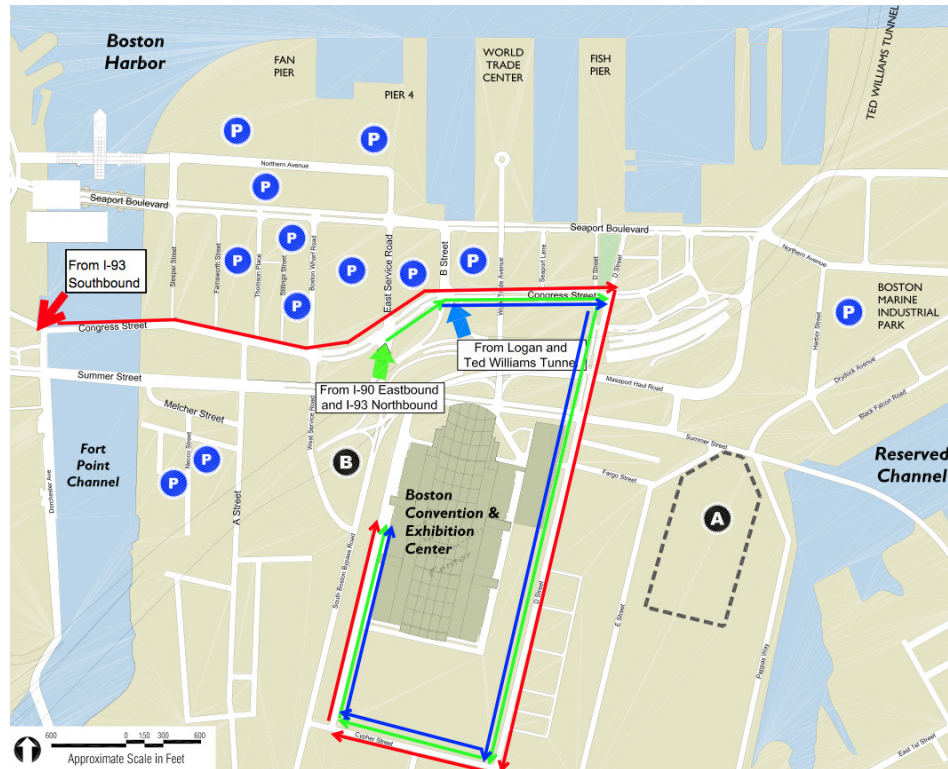 Boston
Harbor
FAN
PIER
WORLD
TRADE
CENTER
FISH
PIER
TED WILLIAMS TUNNEL
PIER 4
P
P
Northern Avenue
P
Seaport Boulevard
Seaport Boulevard
Sleeper Street
Farnsworth Street
Thomson Place
Stillings Street
Boston Wharf Road
East Service Road
B Street
Seaport Lane
D Street
D Street
Northern Avenue
P
P
P
P
P
P
From I-93
Southbound
Congress Street
Congress Street
BOSTON
MARINE
INDUSTRIAL
PARK
P
Harbor Street
Drydock Avenue
Black Falcon Road
From Logan and
Ted Williams Tunnel
Summer Street
From I-90 Eastbound
and I-93 Northbound
Massport Haul Road
Melcher Street
Necco Street
West Service Road
Summer Street
Fort
Point
Channel
P
P
B
Fargo Street
Reserved
Channel
Dorchester Ave
A Street
Boston
Convention &
Exhibition
Center
A
South Boston Bypass Road
D Street
E Street
Pappas Way
Cypher Street
East 1st Street
600 0 150 300 600
Approximate Scale in Feet